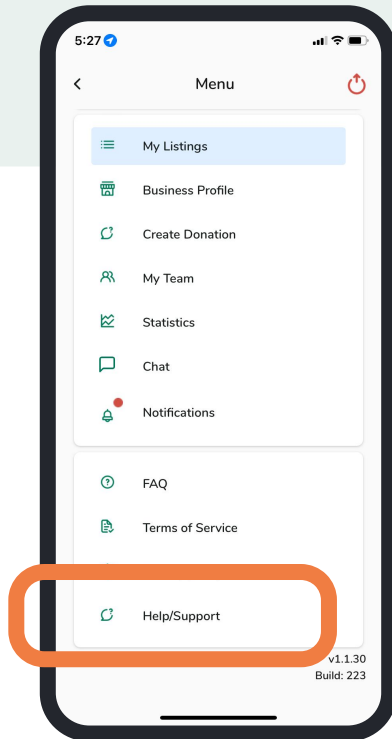 5:27
Menu
My Listings
Business Profile
Create Donation
My Team
Statistics
Chat
Notifications
FAQ
Terms of Service
Help/Support
v1.1.30
Build: 223